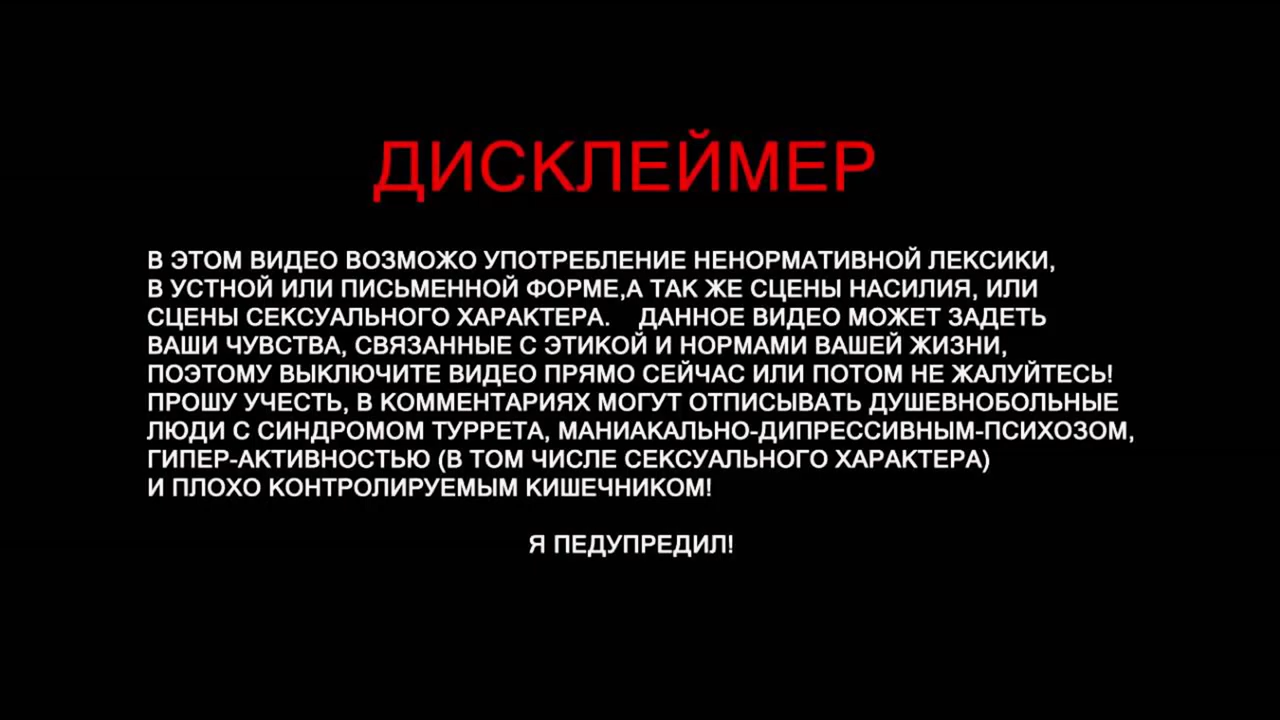 ДИСКЛЕЙМЕР
В ЭТОМ ВИДЕО ВОЗМОЖО УПОТРЕБЛЕНИЕ НЕНОРМАТИВНОЙ ЛЕКСИКИ,
В УСТНОЙ ИЛИ ПИСЬМЕННОЙ ФОРМЕ,А ТАК ЖЕ СЦЕНЫ НАСИЛИЯ, ИЛИ
СЦЕНЫ СЕКСУАЛЬНОГО ХАРАКТЕРА. ДАННОЕ ВИДЕО МОЖЕТ ЗАДЕТЬ
ВАШИ ЧУВСТВА, СВЯЗАННЫЕ С ЭТИКОЙ И НОРМАМИ ВАШЕЙ ЖИЗНИ,
ПОЭТОМУ ВЫКЛЮЧИТЕ ВИДЕО ПРЯМО СЕЙЧАС ИЛИ ПОТОМ НЕ ЖАЛУЙТЕСЬ!
ПРОШУ УЧЕСТЬ, В КОММЕНТАРИЯХ МОГУТ ОТПИСЫВАТЬ ДУШЕВНОБОЛЬНЫЕ
ЛЮДИ С СИНДРОМОМ ТУРРЕТА, МАНИАКАЛЬНО-ДИПРЕССИВНЫМ-ПСИХОЗОМ,
ГИПЕР-АКТИВНОСТЬЮ (В ТОМ ЧИСЛЕ СЕКСУАЛЬНОГО ХАРАКТЕРА)
И ПЛОХО КОНТРОЛИРУЕМЫМ КИШЕЧНИКОМ!
Я ПЕДУПРЕДИЛ!